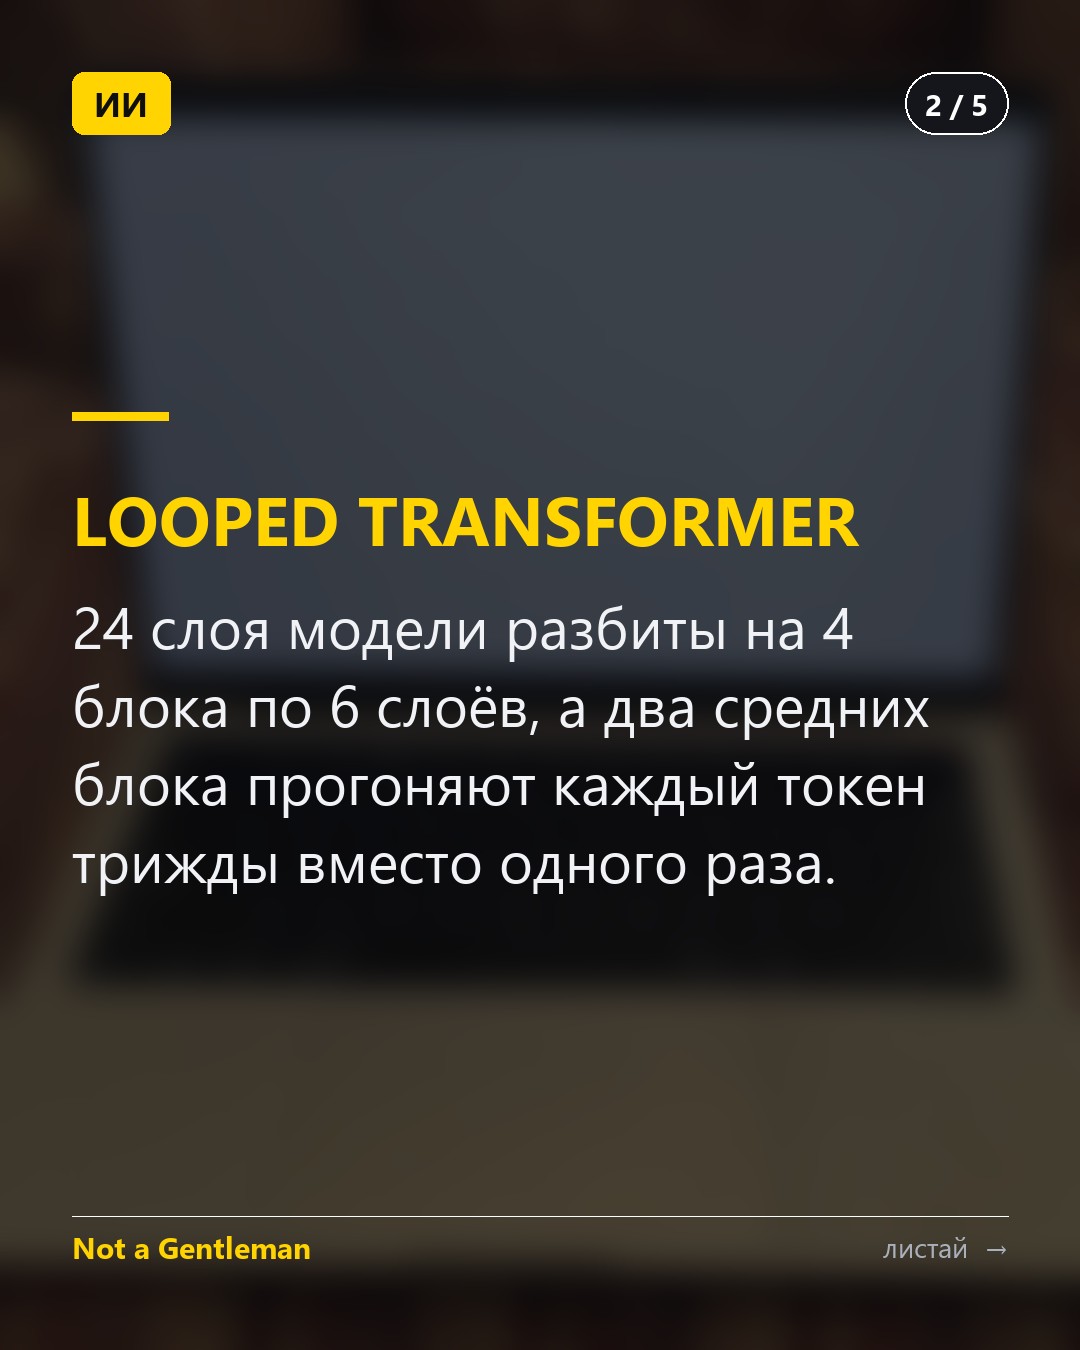 ИИ
2 / 5
LOOPED TRANSFORMER
24 слоя модели разбиты на 4
блока по 6 слоёв, а два средних
блока прогоняют каждый токен
трижды вместо одного раза.
Not a Gentleman
листай →